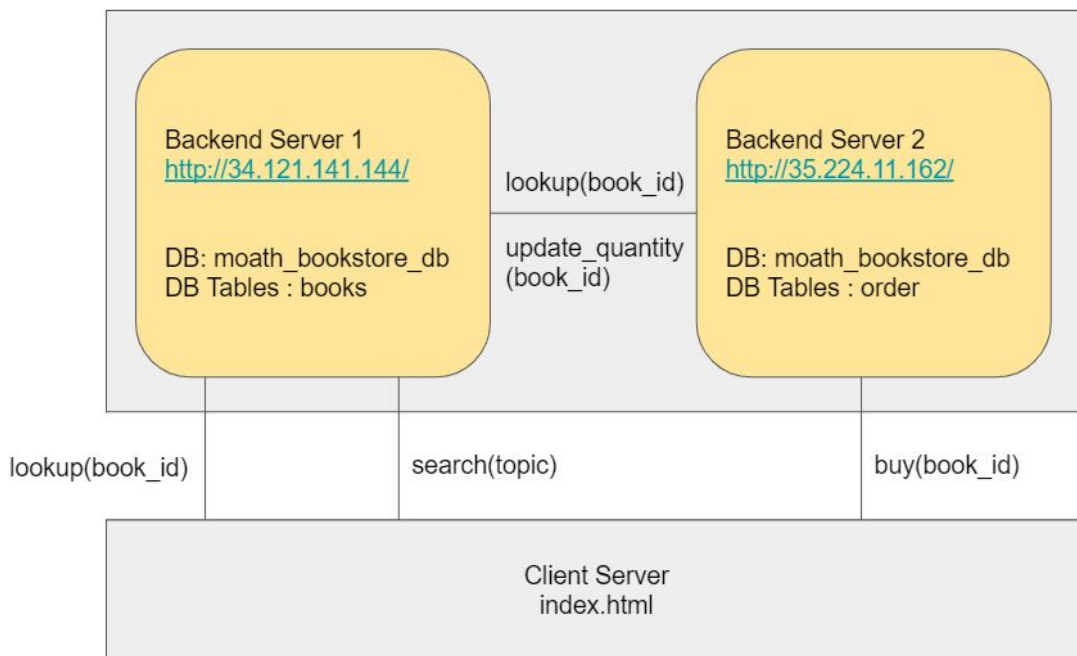 Backend Server 1
http://34.121.141.144/
DB: moath_bookstore_db
DB Tables : books
lookup(book_id)
update_quantity
(book_id)
Backend Server 2
http://35.224.11.162/
DB: moath_bookstore_db
DB Tables : order
lookup(book_id)
search(topic)
buy(book_id)
Client Server
index.html